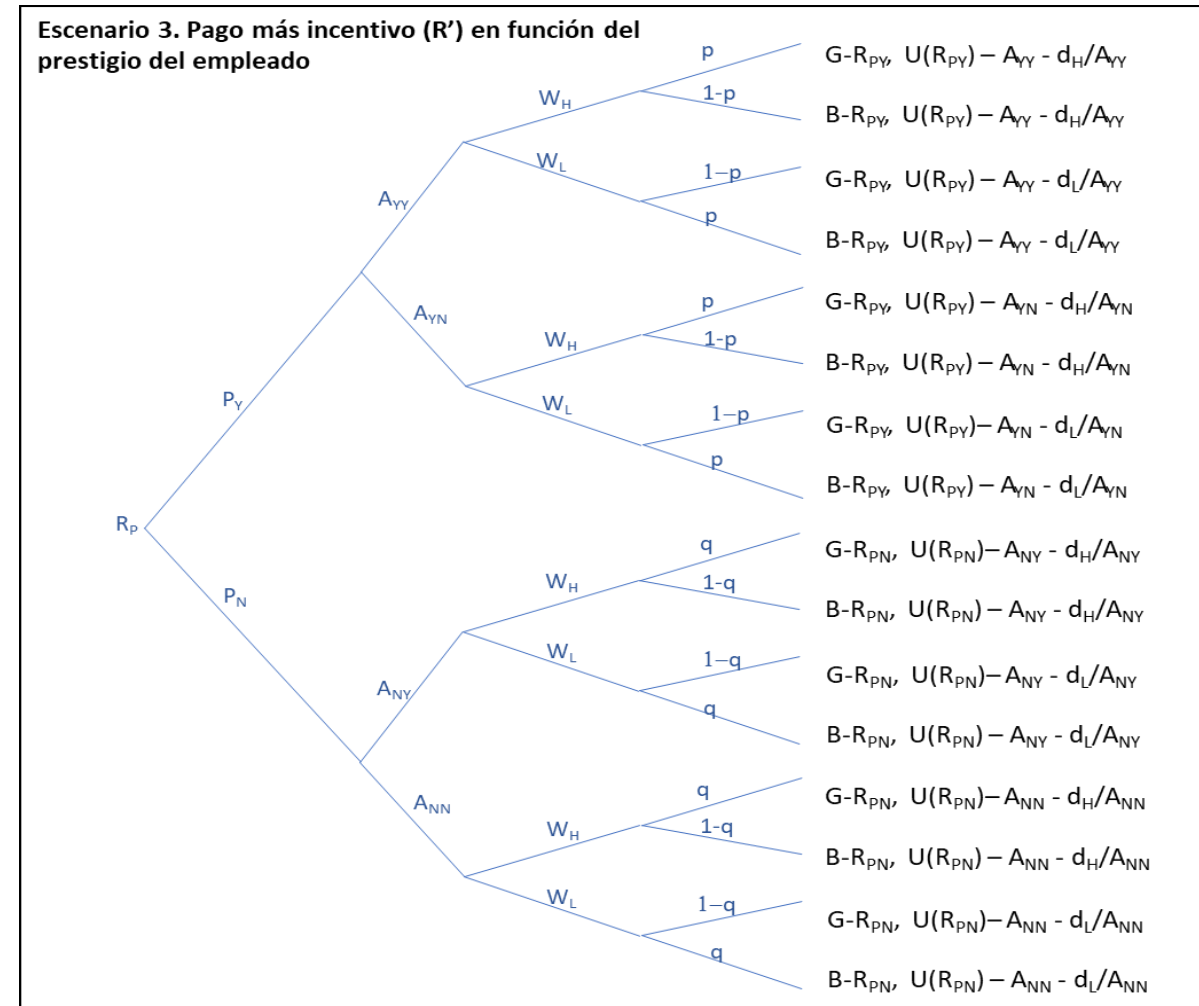 Escenario 3. Pago más incentivo (R’) en función del
prestigio del empleado
p
G-R_PY, U(R_PY) – A_YY - d_H/A_YY
W_H
1-p
B-R_PY, U(R_PY) – A_YY - d_H/A_YY
W_L
1–p
G-R_PY, U(R_PY) – A_YY - d_L/A_YY
A_YY
p
B-R_PY, U(R_PY) – A_YY - d_L/A_YY
p
G-R_PY, U(R_PY) – A_YN - d_H/A_YN
A_YN
W_H
1-p
B-R_PY, U(R_PY) – A_YN - d_H/A_YN
P_Y
W_L
1–p
G-R_PY, U(R_PY)– A_YN - d_L/A_YN
p
B-R_PY, U(R_PY) – A_YN - d_L/A_YN
R_P
q
G-R_PN, U(R_PN)– A_NY - d_H/A_NY
P_N
W_H
1-q
B-R_PN, U(R_PN) – A_NY - d_H/A_NY
W_L
1–q
G-R_PN, U(R_PN)– A_NY - d_L/A_NY
A_NY
q
B-R_PN, U(R_PN) – A_NY - d_L/A_NY
q
G-R_PN, U(R_PN)– A_NN - d_H/A_NN
A_NN
W_H
1-q
B-R_PN, U(R_PN) – A_NN - d_H/A_NN
W_L
1–q
G-R_PN, U(R_PN)– A_NN - d_L/A_NN
q
B-R_PN, U(R_PN) – A_NN - d_L/A_NN